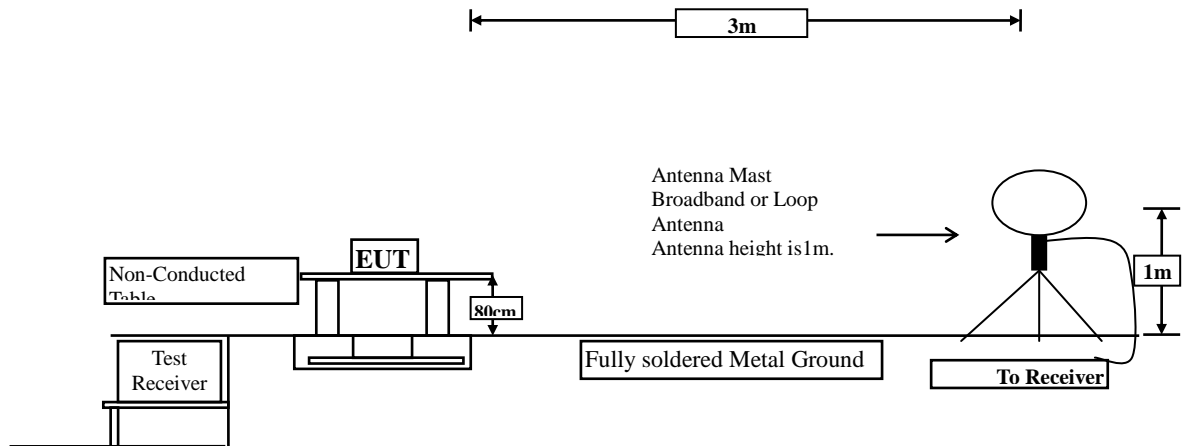 3m
Antenna Mast
Broadband or Loop
Antenna
Antenna height is1m.
EUT
Non-Conducted
Table
80cm
1m
Test
Receiver
Fully soldered Metal Ground
To Receiver